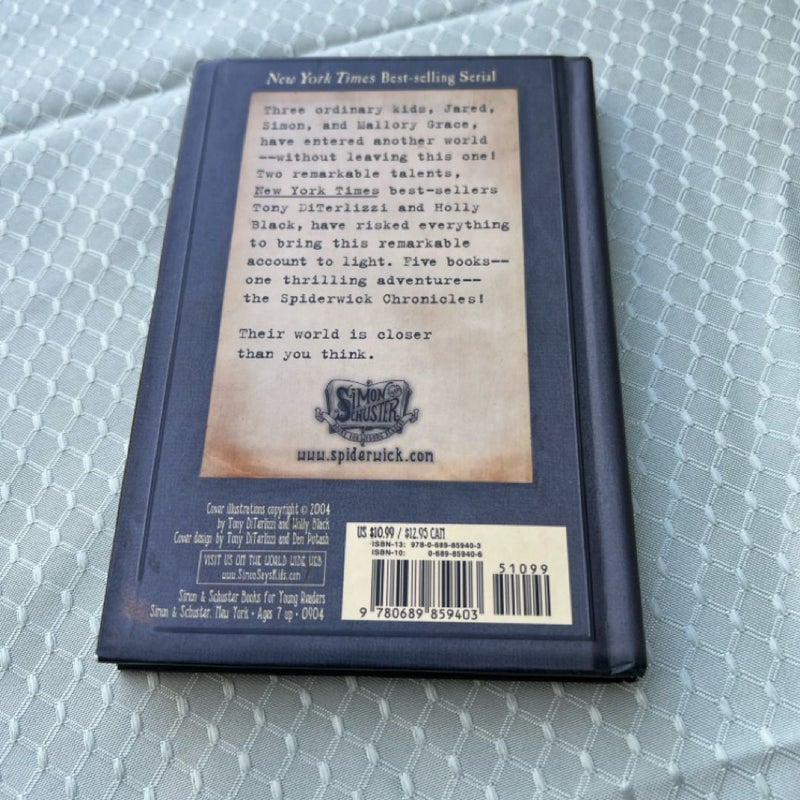 New York Times Best-selling Serial
Three ordinary kids, Jared,
Simon, and Mallory Grace,
have entered another world
--without leaving this one!
Two remarkable talents,
New York Times best-sellers
Tony DiTerlizzi and Holly
Black, have risked everything
to bring this remarkable
account to light. Five books--
one thrilling adventure--
the Spiderwick Chronicles!
Their world is closer
than you think.
SIMON
SCHUSTER
www.spiderwick.com
Cover illustrations copyright © 2004
by Tony DiTerlizzi and Holly Black
Cover design by Tony DiTerlizzi and Dan Potash
VISIT US ON THE WORLD WIDE WEB
www.SimonSaysKids.com
Simon & Schuster Books for Young Readers
Simon & Schuster, New York • Ages 7 up • 0904
US $10.99 / $12.95 CAN
ISBN-13: 978-0-689-85940-3
ISBN-10: 0-689-85940-6
51099
9 780689 859403